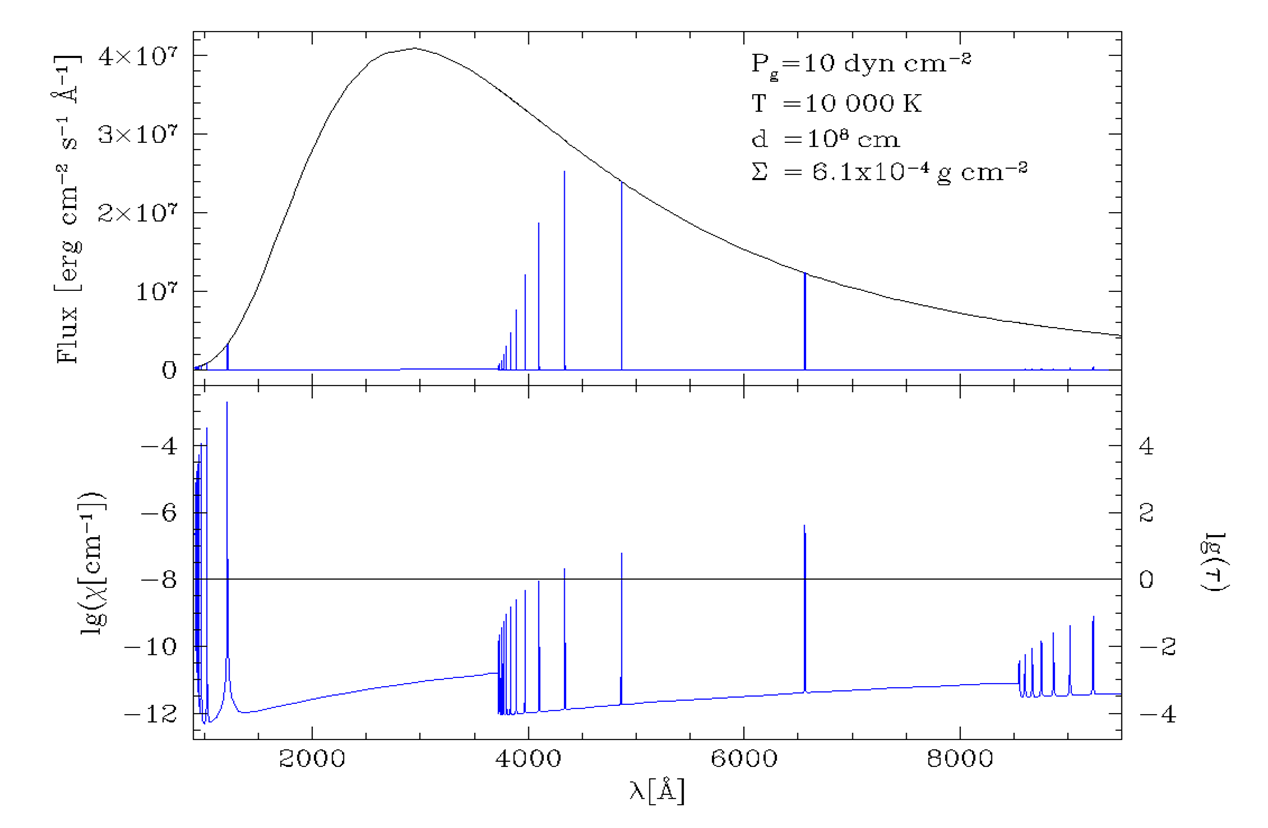 Flux [erg cm⁻² s⁻¹ Å⁻¹]
4×10⁷
3×10⁷
2×10⁷
10⁷
0
P_g=10 dyn cm⁻²
T =10 000 K
d =10⁸ cm
Σ = 6.1x10⁻⁴ g cm⁻²
lg(χ[cm⁻¹])
−4
−6
−8
−10
−12
4
2
0
−2
−4
lg(τ)
2000 4000 6000 8000
λ[Å]